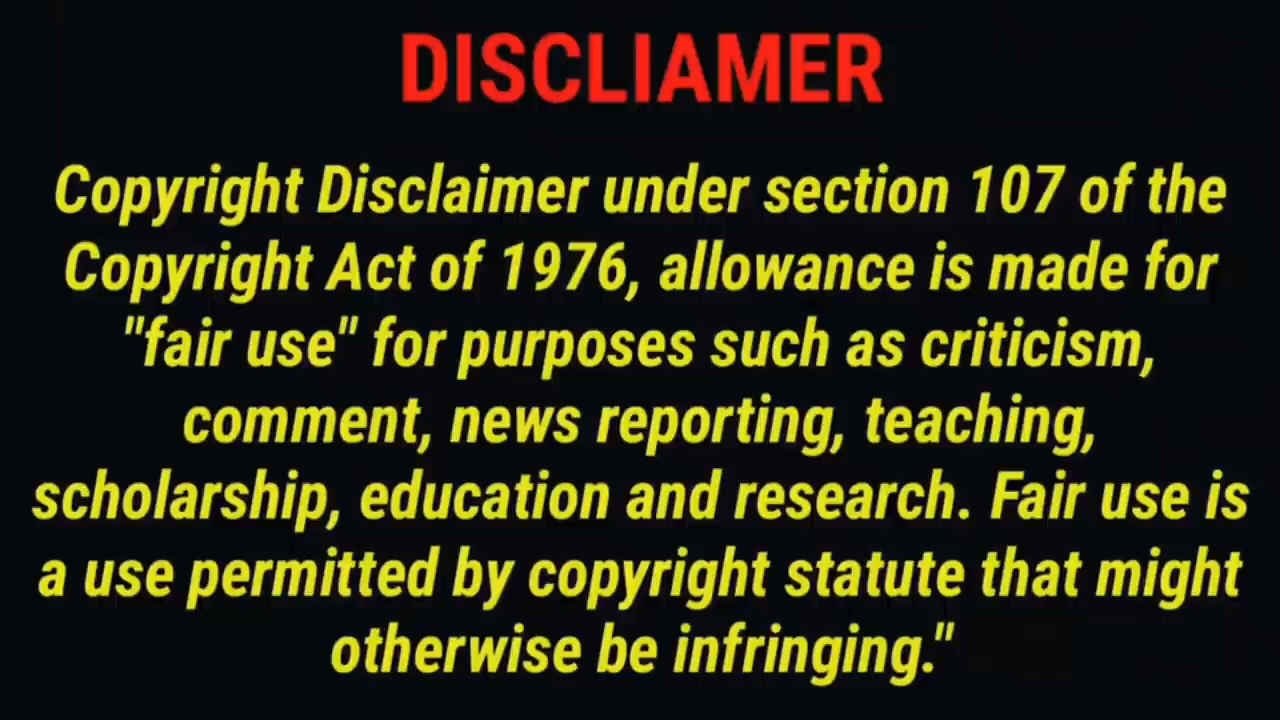 DISCLIAMER
Copyright Disclaimer under section 107 of the
Copyright Act of 1976, allowance is made for
"fair use" for purposes such as criticism,
comment, news reporting, teaching,
scholarship, education and research. Fair use is
a use permitted by copyright statute that might
otherwise be infringing."